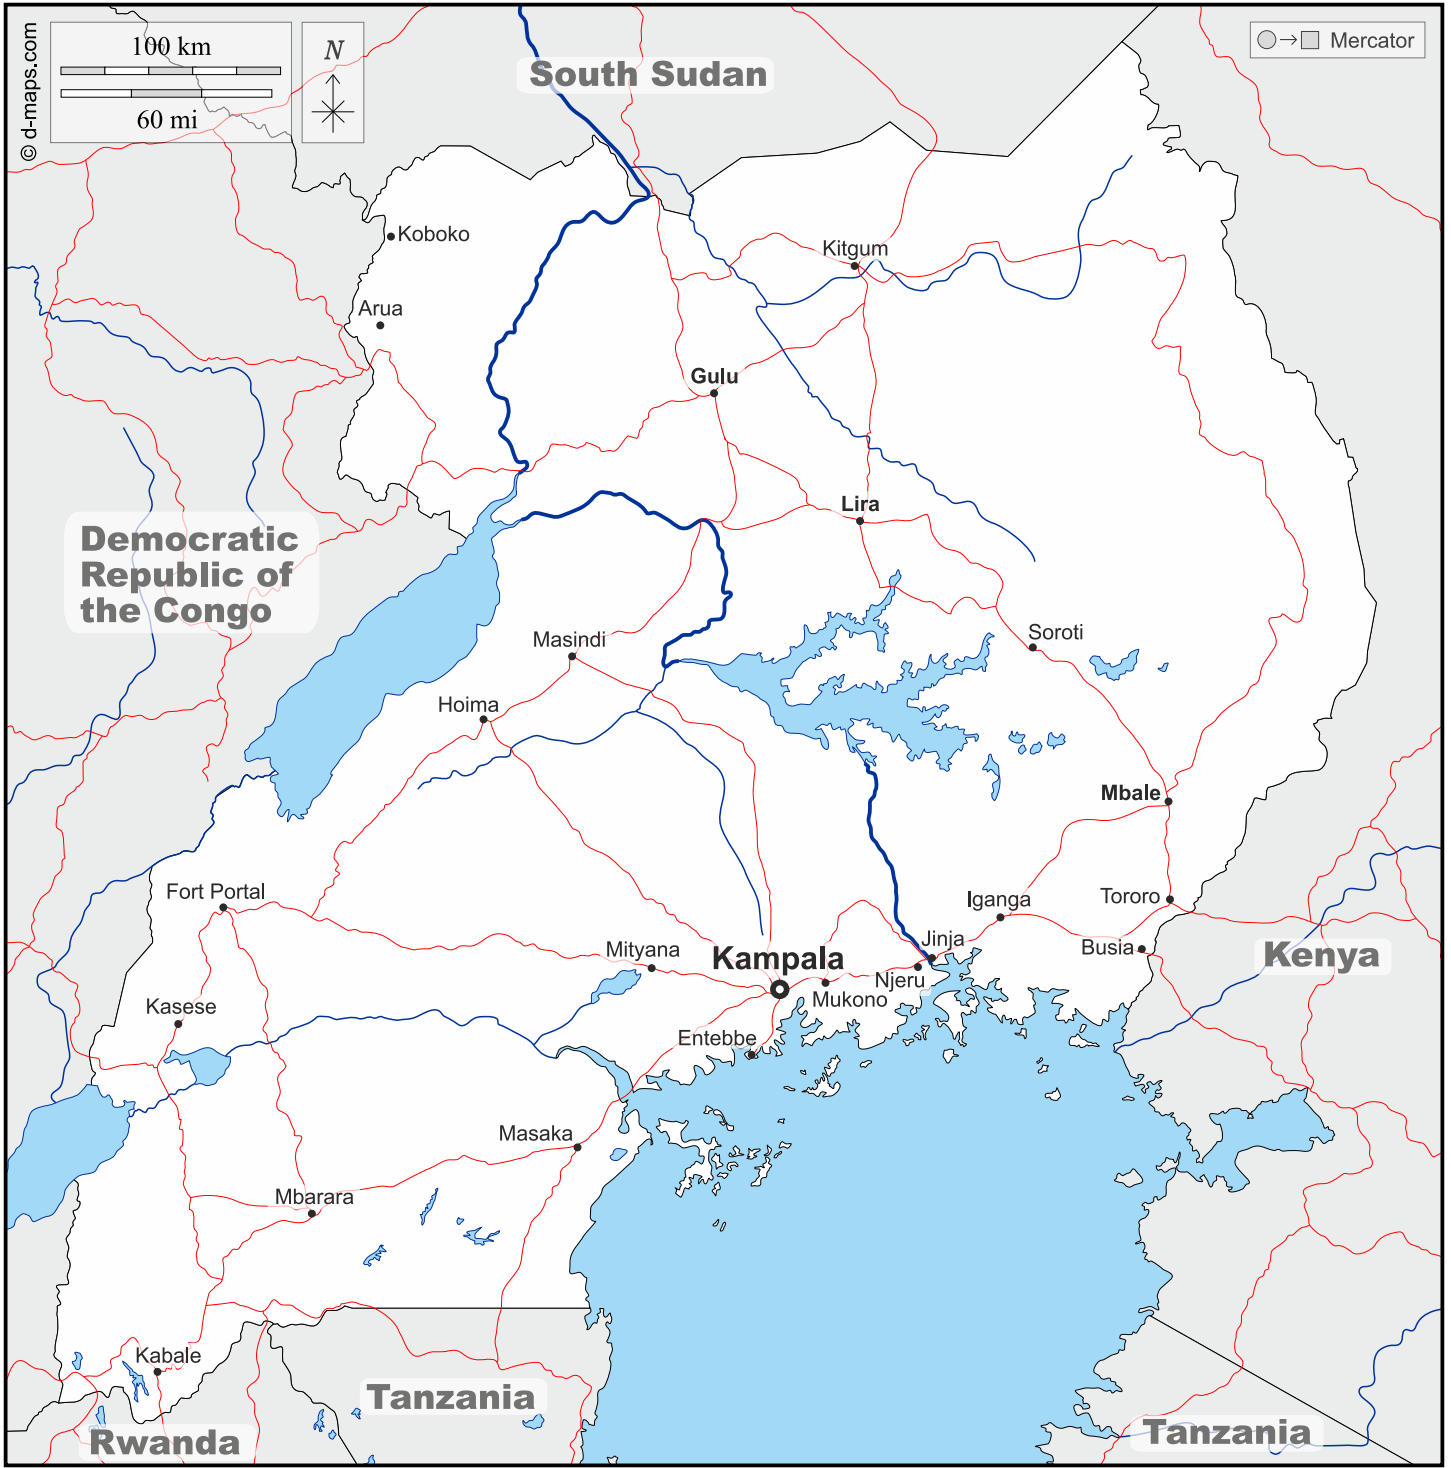 © d-maps.com
100 km
60 mi
N
Mercator
South Sudan
Koboko
Kitgum
Arua
Gulu
Lira
Democratic
Republic of
the Congo
Masindi
Soroti
Hoima
Mbale
Fort Portal
Iganga
Tororo
Mityana
Kampala
Jinja
Busia
Kenya
Njeru
Mukono
Kasese
Entebbe
Masaka
Mbarara
Kabale
Tanzania
Rwanda
Tanzania